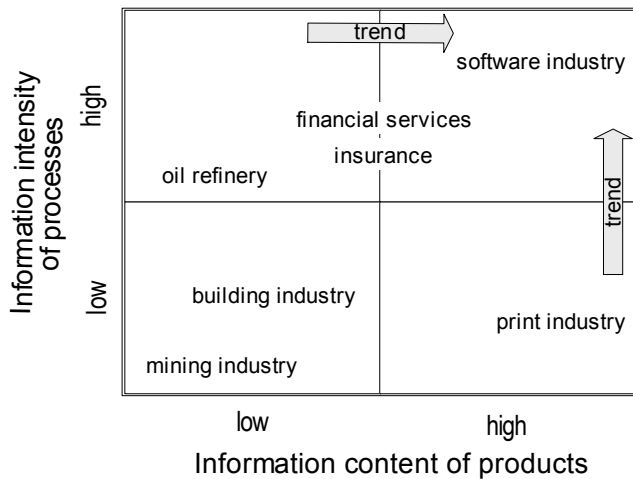 trend
software industry
financial services
insurance
oil refinery
trend
building industry
print industry
mining industry
Information intensity
of processes
high
low
low
high
Information content of products